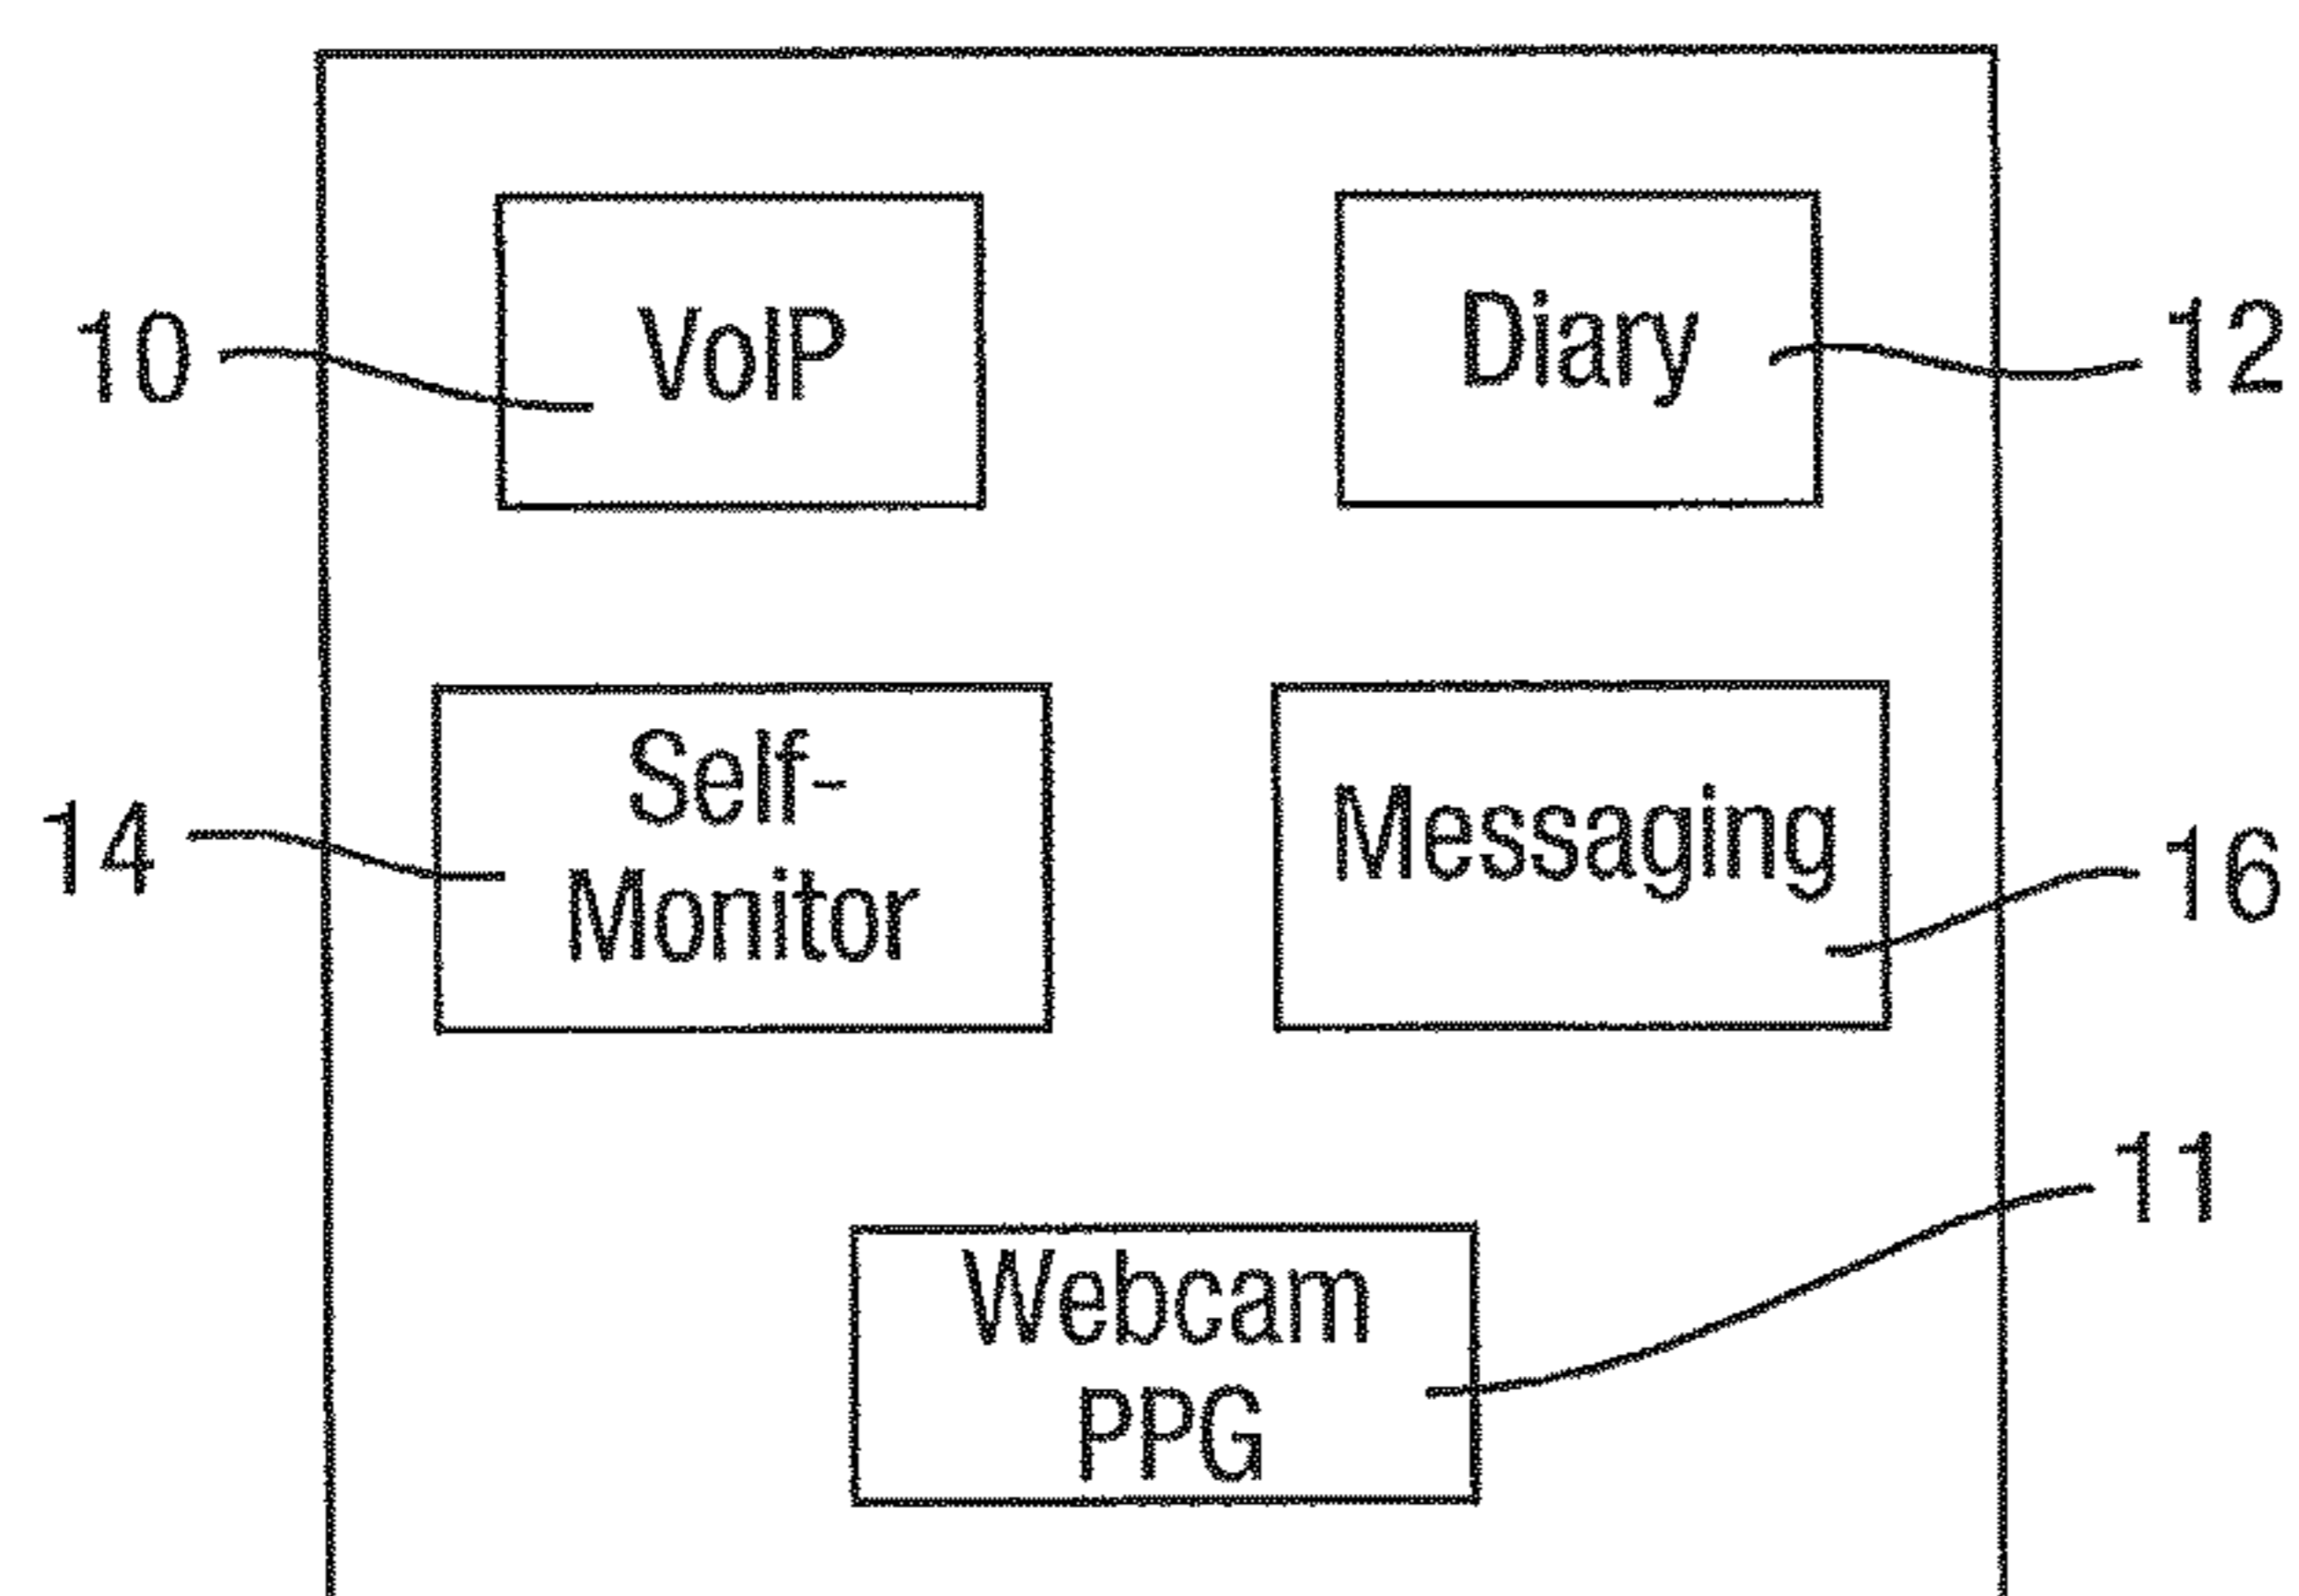 10
VoIP
Diary
12
14
Self-
Monitor
Messaging
16
11
Webcam
PPG